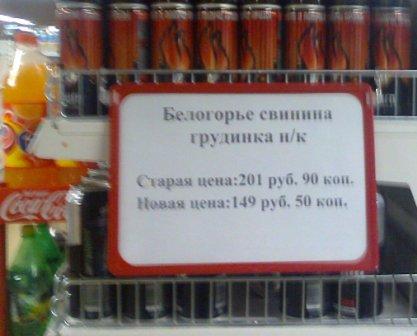 Белогорье свинина
грудинка н/к
Старая цена:201 руб. 90 коп.
Новая цена:149 руб. 50 коп.
Coca-Cola